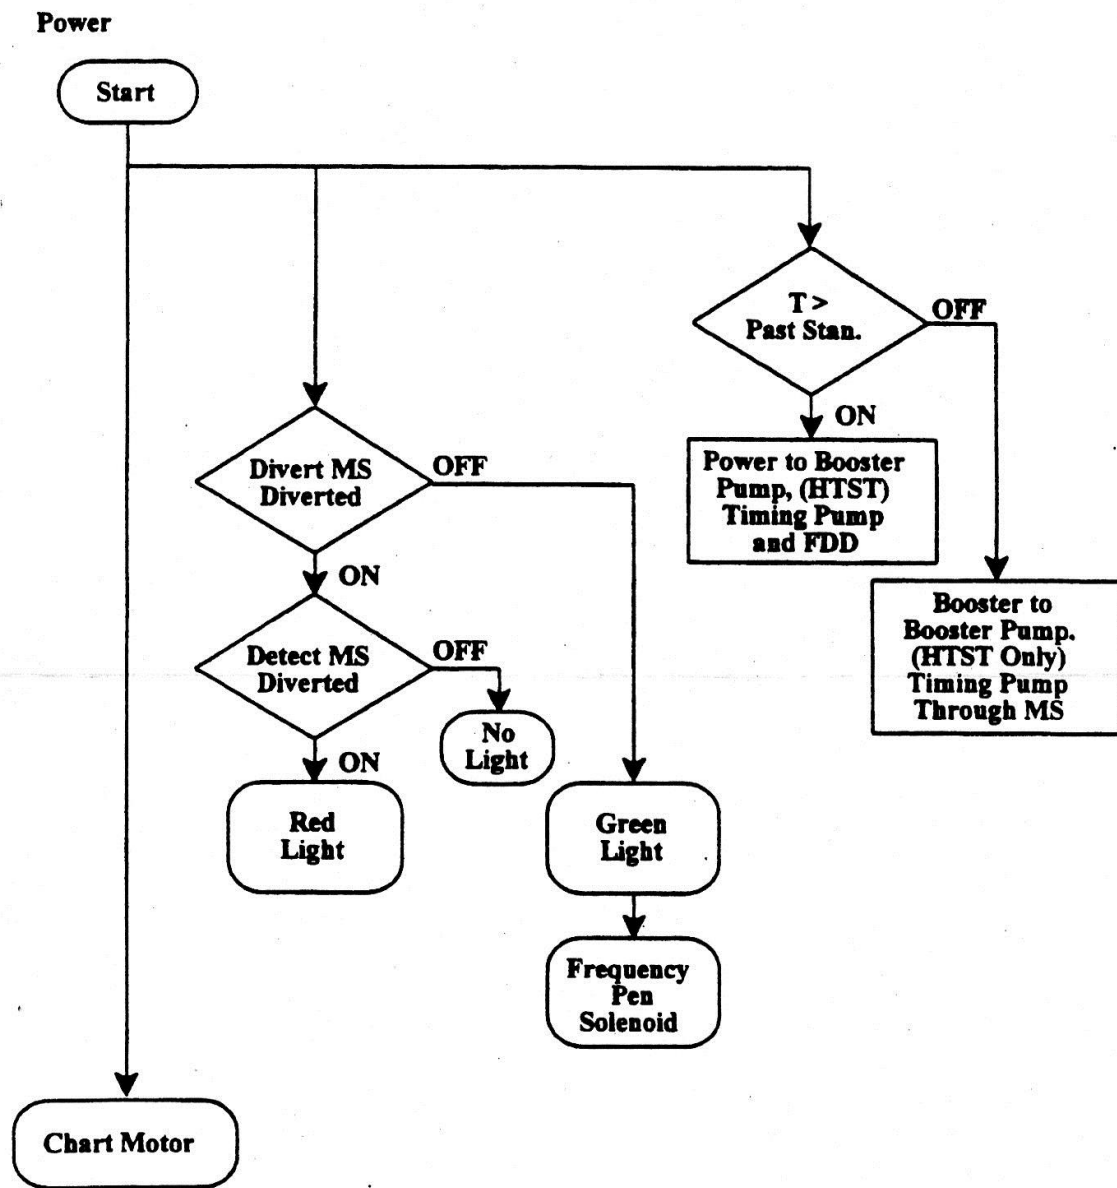 Power
Start
T >
Past Stan.
OFF
ON
Power to Booster
Pump, (HTST)
Timing Pump
and FDD
Booster to
Booster Pump.
(HTST Only)
Timing Pump
Through MS
Divert MS
Diverted
OFF
ON
Detect MS
Diverted
OFF
ON
No
Light
Red
Light
Green
Light
Frequency
Pen
Solenoid
Chart Motor